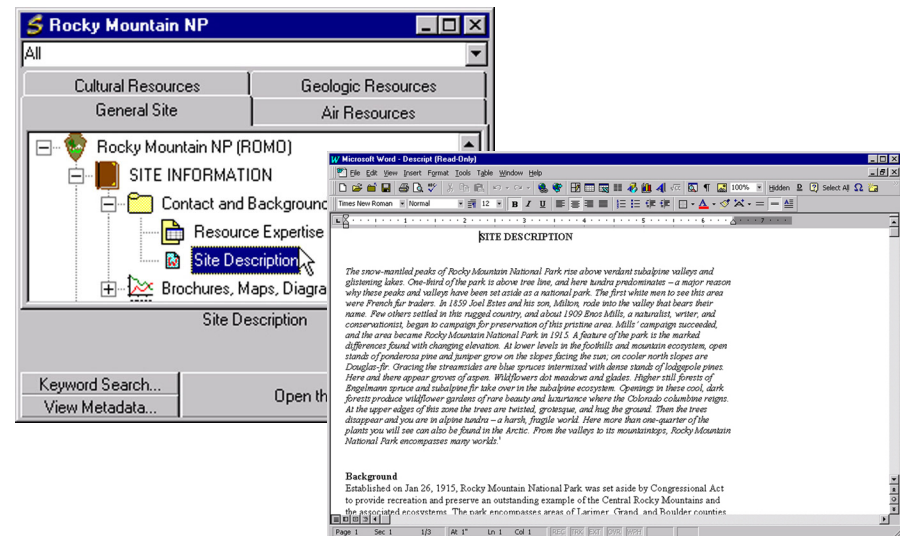 Rocky Mountain NP
All
Cultural Resources
Geologic Resources
General Site
Air Resources
Rocky Mountain NP (ROMO)
SITE INFORMATION
Contact and Background
Resource Expertise
Site Description
Brochures, Maps, Diagra
Site De
Keyword Search...
View Metadata...
Open th
Microsoft Word - Descript (Read-Only)
File Edit View Insert Format Tools Table Window Help
100% Hidden Select All
Times New Roman Normal 12 B I U
1 2 3 4 5 6 7
SITE DESCRIPTION
The snow-mantled peaks of Rocky Mountain National Park rise above verdant subalpine valleys and
glistening lakes. One-third of the park is above tree line, and here tundra predominates – a major reason
why these peaks and valleys have been set aside as a national park. The first white men to see this area
were French fur traders. In 1859 Joel Estes and his son, Milton, rode into the valley that bears their
name. Few others settled in this rugged country, and about 1909 Enos Mills, a naturalist, writer, and
conservationist, began to campaign for preservation of this pristine area. Mills' campaign succeeded,
and the area became Rocky Mountain National Park in 1915. A feature of the park is the marked
differences found with changing elevation. At lower levels in the foothills and mountain ecosystem, open
stands of ponderosa pine and juniper grow on the slopes facing the sun; on cooler north slopes are
Douglas-fir. Gracing the streamsides are blue spruces intermixed with dense stands of lodgepole pines.
Here and there appear groves of aspen. Wildflowers dot meadows and glades. Higher still forests of
Engelmann spruce and subalpine fir take over in the subalpine ecosystem. Openings in these cool, dark
forests produce wildflower gardens of rare beauty and luxuriance where the Colorado columbine reigns.
At the upper edges of this zone the trees are twisted, grotesque, and hug the ground. Then the trees
disappear and you are in alpine tundra – a harsh, fragile world. Here more than one-quarter of the
plants you will see can also be found in the Arctic. From the valleys to its mountaintops, Rocky Mountain
National Park encompasses many worlds.¹
Background
Established on Jan 26, 1915, Rocky Mountain National Park was set aside by Congressional Act
to provide recreation and preserve an outstanding example of the Central Rocky Mountains and
the associated ecosystems. The park encompasses areas of Larimer, Grand, and Boulder counties
Page 1 Sec 1 1/3 At 1" Ln 1 Col 1 REC TRK EXT OVR WPH